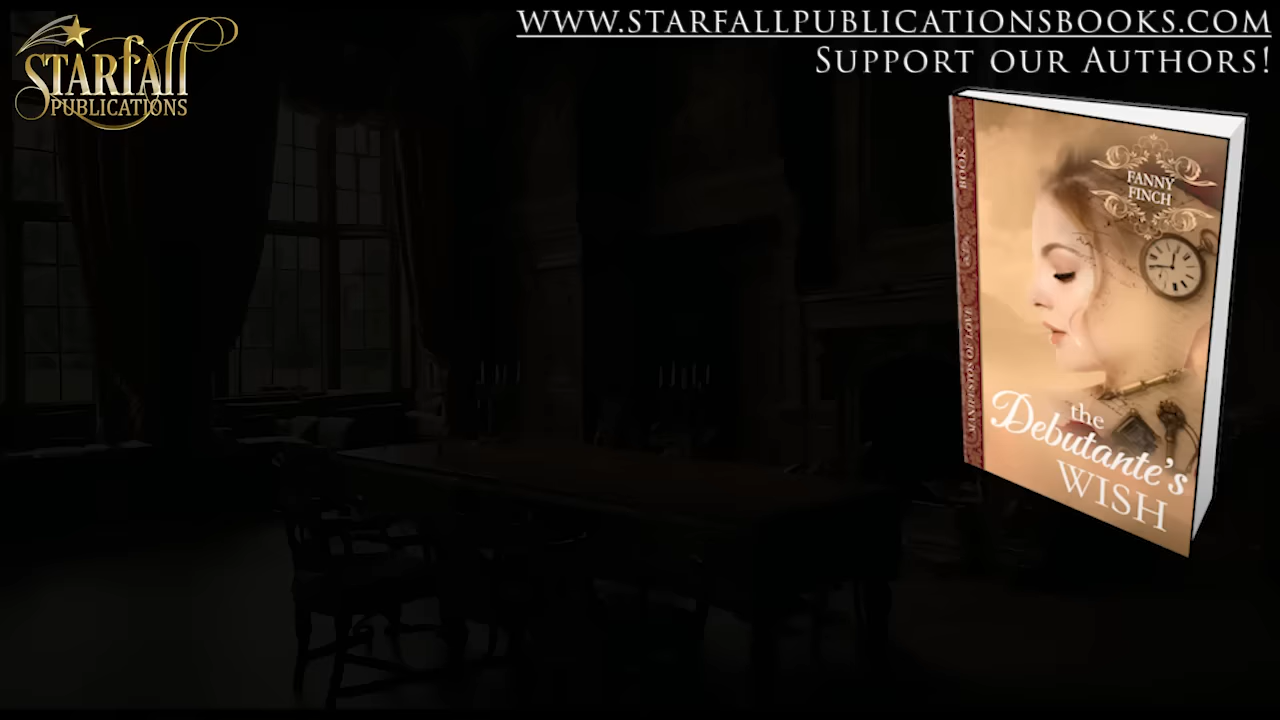 STARfall
PUBLICATIONS
WWW.STARFALLPUBLICATIONSBOOKS.COM
SUPPORT OUR AUTHORS!
FANNY
FINCH
the
Debutante's
WISH
MANIFESTOS OF LOVE
BOOK